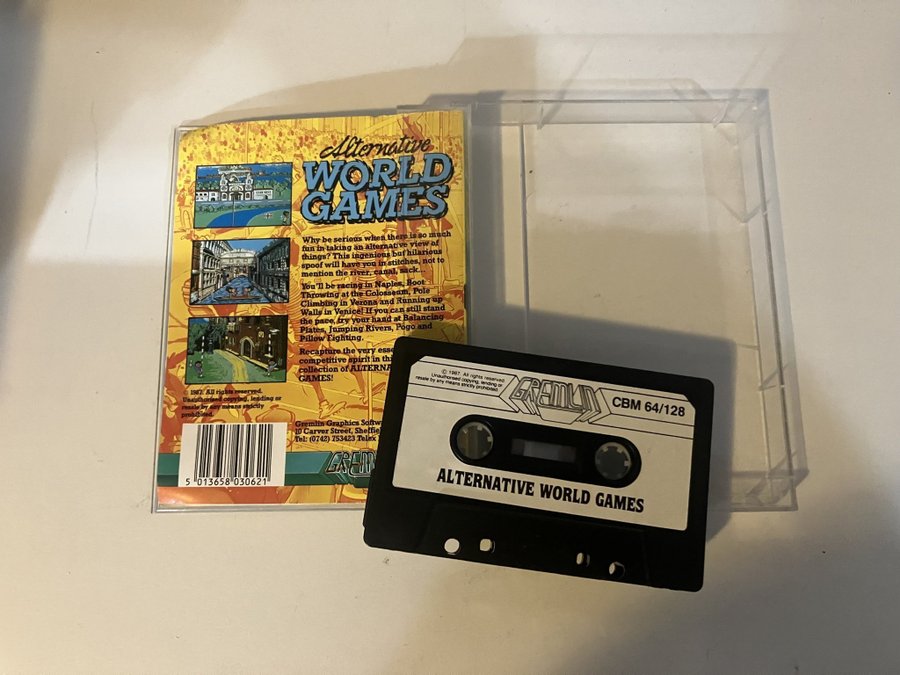 Alternative
WORLD
GAMES
Why be serious when there is so much
fun in taking an alternative view of
things? This ingenious but hilarious
spoof will have you in stitches, not to
mention the river, canal, sack...
You'll be racing in Naples, Boot
Throwing at the Colosseum, Pole
Climbing in Verona and Running up
Walls in Venice! If you can still stand
the pace, try your hand at Balancing
Plates, Jumping Rivers, Pogo and
Pillow Fighting.
Recapture the very
competitive spirit in
collection of
GAMES!
1987. All rights reserved.
Unauthorised copying, lending or
resale by any means strictly
prohibited.
Gremlin Graphics
10 Carver Street,
Tel: (0742) 753423 Telex
5 013658 030621
© 1987. All rights reserved
Unauthorised copying, lending or
resale by any means strictly prohibited.
GREMLIN
CBM 64/128
ALTERNATIVE WORLD GAMES